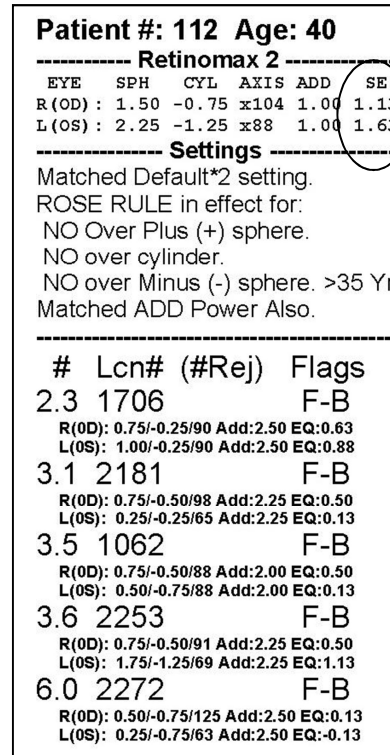 Patient #: 112 Age: 40
------------ Retinomax 2 ------------
EYE SPH CYL AXIS ADD SE
R(OD): 1.50 -0.75 x104 1.00 1.13
L(OS): 2.25 -1.25 x88 1.00 1.63
---------------- Settings ----------------
Matched Default*2 setting.
ROSE RULE in effect for:
NO Over Plus (+) sphere.
NO over cylinder.
NO over Minus (-) sphere. >35 Yr
Matched ADD Power Also.
------------------------------------------
# Lcn# (#Rej) Flags
2.3 1706 F-B
R(0D): 0.75/-0.25/90 Add:2.50 EQ:0.63
L(0S): 1.00/-0.25/90 Add:2.50 EQ:0.88
3.1 2181 F-B
R(0D): 0.75/-0.50/98 Add:2.25 EQ:0.50
L(0S): 0.25/-0.25/65 Add:2.25 EQ:0.13
3.5 1062 F-B
R(0D): 0.75/-0.50/88 Add:2.00 EQ:0.50
L(0S): 0.50/-0.75/88 Add:2.00 EQ:0.13
3.6 2253 F-B
R(0D): 0.75/-0.50/91 Add:2.25 EQ:0.50
L(0S): 1.75/-1.25/69 Add:2.25 EQ:1.13
6.0 2272 F-B
R(0D): 0.50/-0.75/125 Add:2.50 EQ:0.13
L(0S): 0.25/-0.75/63 Add:2.50 EQ:-0.13